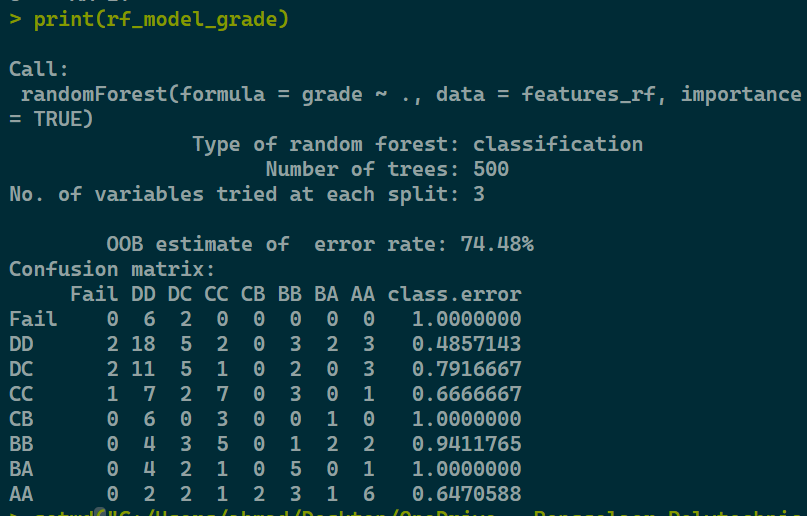 > print(rf_model_grade)
Call:
 randomForest(formula = grade ~ ., data = features_rf, importance
= TRUE)
               Type of random forest: classification
                     Number of trees: 500
No. of variables tried at each split: 3
        OOB estimate of  error rate: 74.48%
Confusion matrix:
     Fail DD DC CC CB BB BA AA class.error
Fail    0  6  2  0  0  0  0  0   1.0000000
DD      2 18  5  2  0  3  2  3   0.4857143
DC      2 11  5  1  0  2  0  3   0.7916667
CC      1  7  2  7  0  3  0  1   0.6666667
CB      0  6  0  3  0  0  1  0   1.0000000
BB      0  4  3  5  0  1  2  2   0.9411765
BA      0  4  2  1  0  5  0  1   1.0000000
AA      0  2  2  1  2  3  1  6   0.6470588